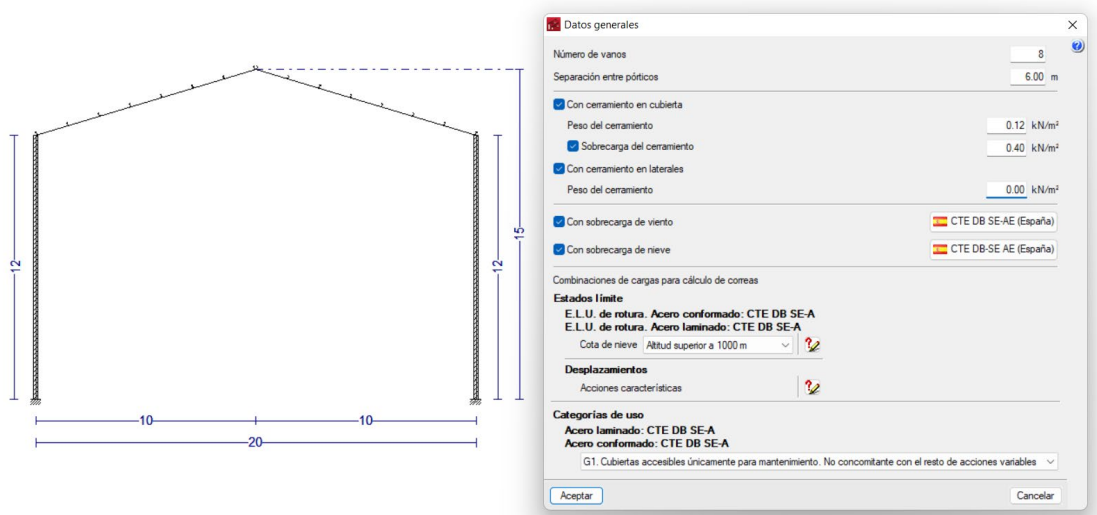 12
15
12
10
10
20
Datos generales
Número de vanos 8
Separación entre pórticos 6.00 m
Con cerramiento en cubierta
Peso del cerramiento 0.12 kN/m²
Sobrecarga del cerramiento 0.40 kN/m²
Con cerramiento en laterales
Peso del cerramiento 0.00 kN/m²
Con sobrecarga de viento CTE DB SE-AE (España)
Con sobrecarga de nieve CTE DB-SE AE (España)
Combinaciones de cargas para cálculo de correas
Estados límite
E.L.U. de rotura. Acero conformado: CTE DB SE-A
E.L.U. de rotura. Acero laminado: CTE DB SE-A
Cota de nieve Altitud superior a 1000 m
Desplazamientos
Acciones características
Categorías de uso
Acero laminado: CTE DB SE-A
Acero conformado: CTE DB SE-A
G1. Cubiertas accesibles únicamente para mantenimiento. No concomitante con el resto de acciones variables
Aceptar Cancelar